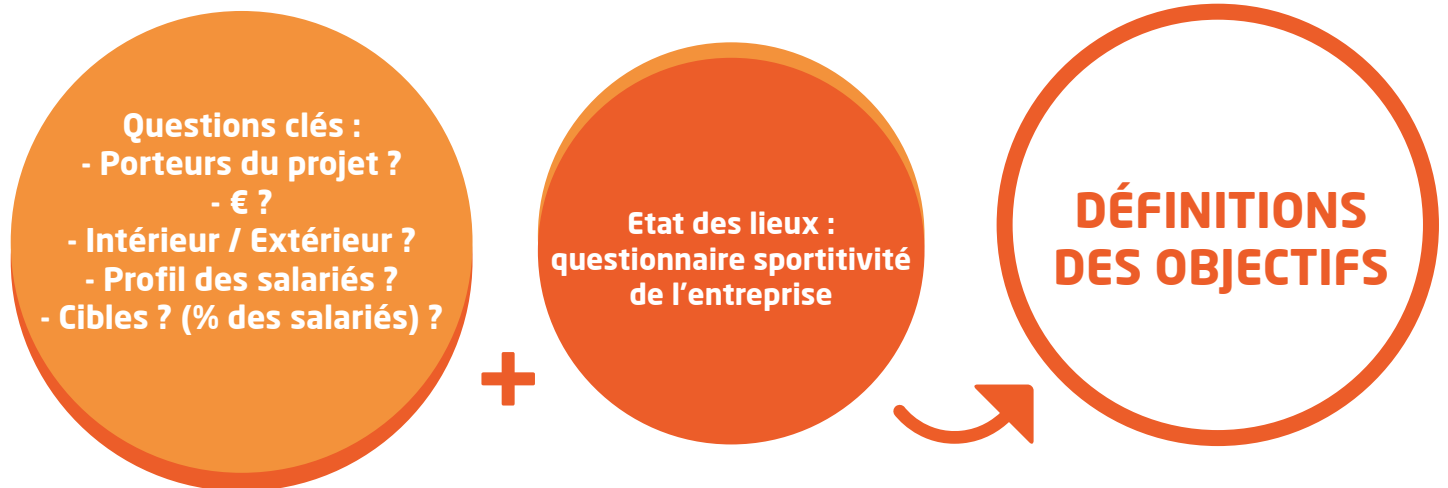 Questions clés :
- Porteurs du projet ?
- € ?
- Intérieur / Extérieur ?
- Profil des salariés ?
- Cibles ? (% des salariés) ?
+
Etat des lieux :
questionnaire sportitivité
de l'entreprise
DÉFINITIONS
DES OBJECTIFS